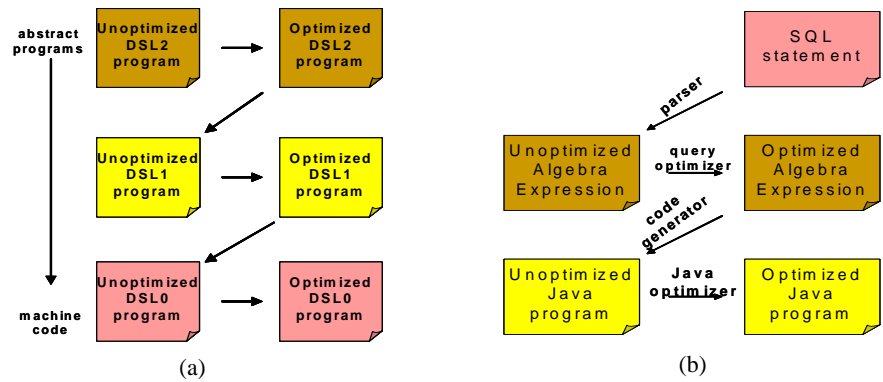 abstract
programs
Unoptimized
DSL2
program
Optimized
DSL2
program
Unoptimized
DSL1
program
Optimized
DSL1
program
Unoptimized
DSL0
program
Optimized
DSL0
program
machine
code
(a)
SQL
statement
parser
Unoptimized
Algebra
Expression
query
optimizer
Optimized
Algebra
Expression
code
generator
Unoptimized
Java
program
Java
optimizer
Optimized
Java
program
(b)